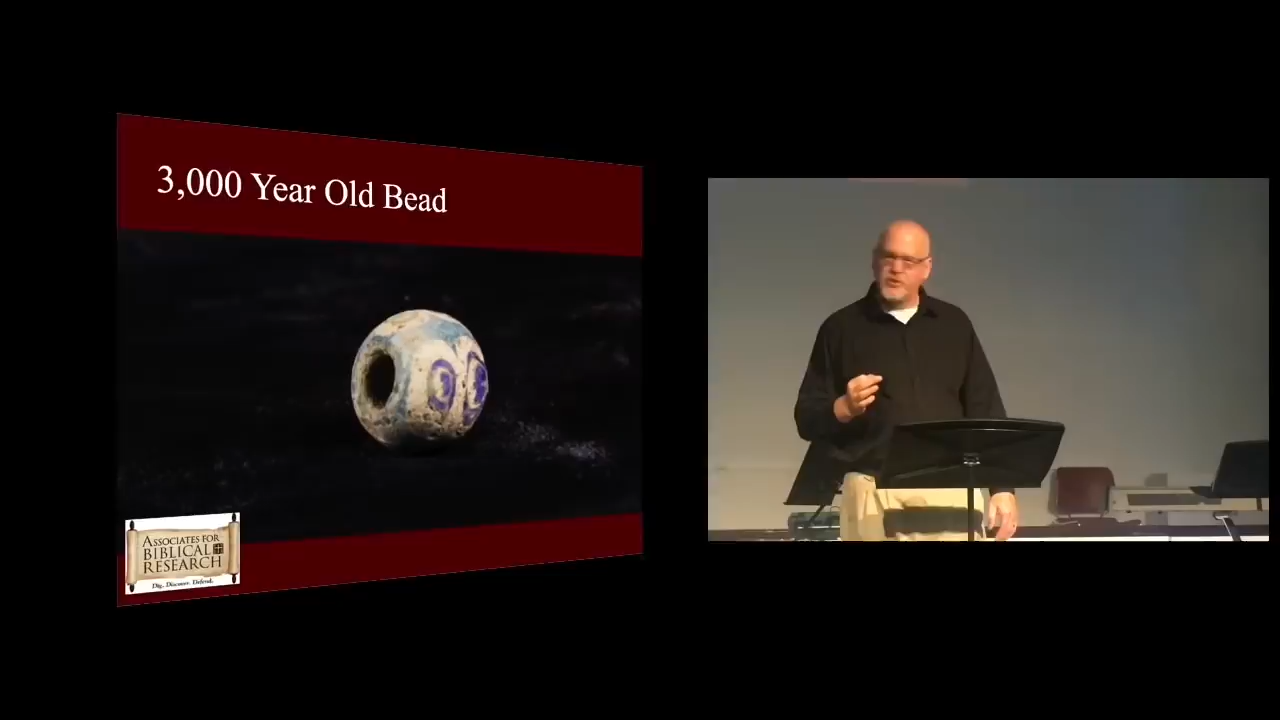 3,000 Year Old Bead
ASSOCIATES FOR
BIBLICAL
RESEARCH
Dig. Discover. Defend.